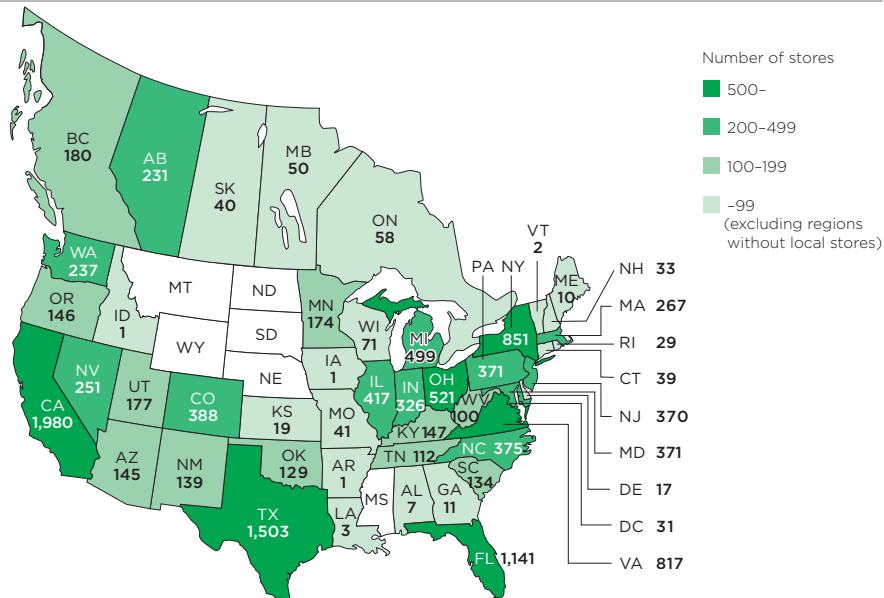 Number of stores
500-
200–499
100–199
–99
(excluding regions
without local stores)
BC
180
AB
231
SK
40
MB
50
ON
58
WA
237
OR
146
ID
1
MT
ND
SD
WY
NE
MN
174
WI
71
MI
499
IA
1
IL
417
IN
326
OH
521
PA
371
NY
851
VT
2
ME
10
NH 33
MA 267
RI 29
CT 39
NJ 370
MD 371
DE 17
DC 31
VA 817
CA
1,980
NV
251
UT
177
CO
388
KS
19
MO
41
KY 147
WV
100
AZ
145
NM
139
OK
129
AR
1
TN 112
NC 375
SC
134
TX
1,503
LA
3
MS
AL
7
GA
11
FL 1,141